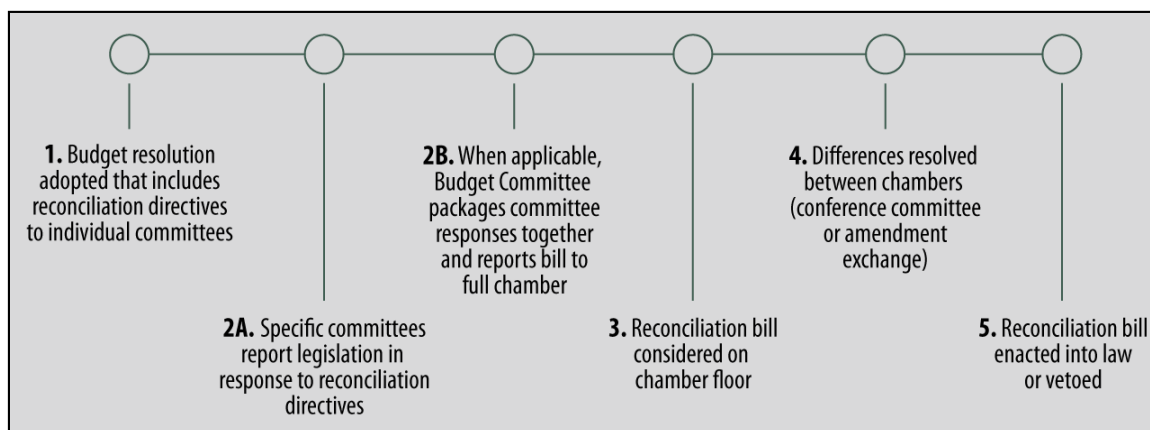 1. Budget resolution
adopted that includes
reconciliation directives
to individual committees
2A. Specific committees
report legislation in
response to reconciliation
directives
2B. When applicable,
Budget Committee
packages committee
responses together
and reports bill to
full chamber
3. Reconciliation bill
considered on
chamber floor
4. Differences resolved
between chambers
(conference committee
or amendment
exchange)
5. Reconciliation bill
enacted into law
or vetoed